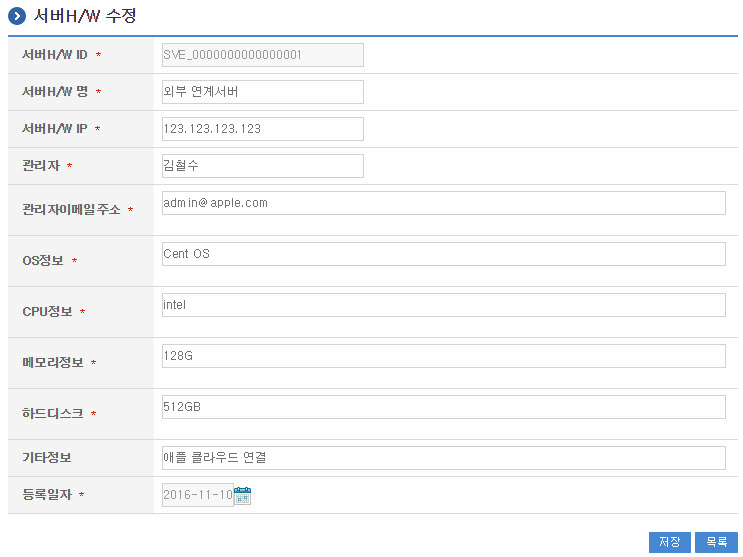 서버H/W 수정
서버H/W ID * SVE_0000000000000001
서버H/W 명 * 외부 연계서버
서버H/W IP * 123.123.123.123
관리자 * 김철수
관리자이메일주소 * admin@apple.com
OS정보 * Cent OS
CPU정보 * intel
메모리정보 * 128G
하드디스크 * 512GB
기타정보 애플 클라우드 연결
등록일자 * 2016-11-10
저장 목록